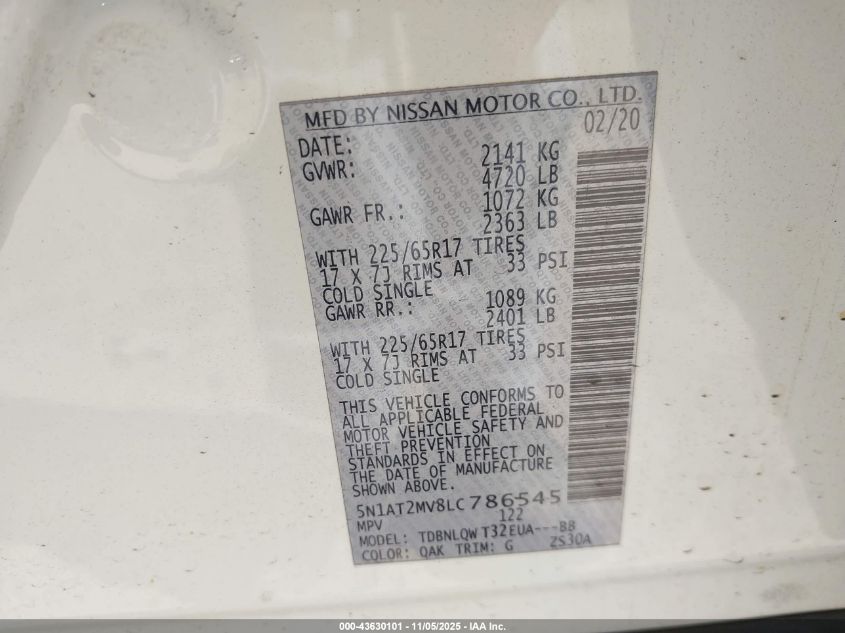 MFD BY NISSAN MOTOR CO., LTD.
DATE: 02/20
GVWR: 2141 KG
4720 LB
GAWR FR.: 1072 KG
2363 LB
WITH 225/65R17 TIRES
17 X 7J RIMS AT 33 PSI
COLD SINGLE
GAWR RR.: 1089 KG
2401 LB
WITH 225/65R17 TIRES
17 X 7J RIMS AT 33 PSI
COLD SINGLE
THIS VEHICLE CONFORMS TO
ALL APPLICABLE FEDERAL
MOTOR VEHICLE SAFETY AND
THEFT PREVENTION
STANDARDS IN EFFECT ON
THE DATE OF MANUFACTURE
SHOWN ABOVE.
5N1AT2MV8LC786545
MPV 122
MODEL: TDBNLQW T32EUA---BB
COLOR: QAK TRIM: G ZS30A
000-43630101 - 11/05/2025 - IAA Inc.